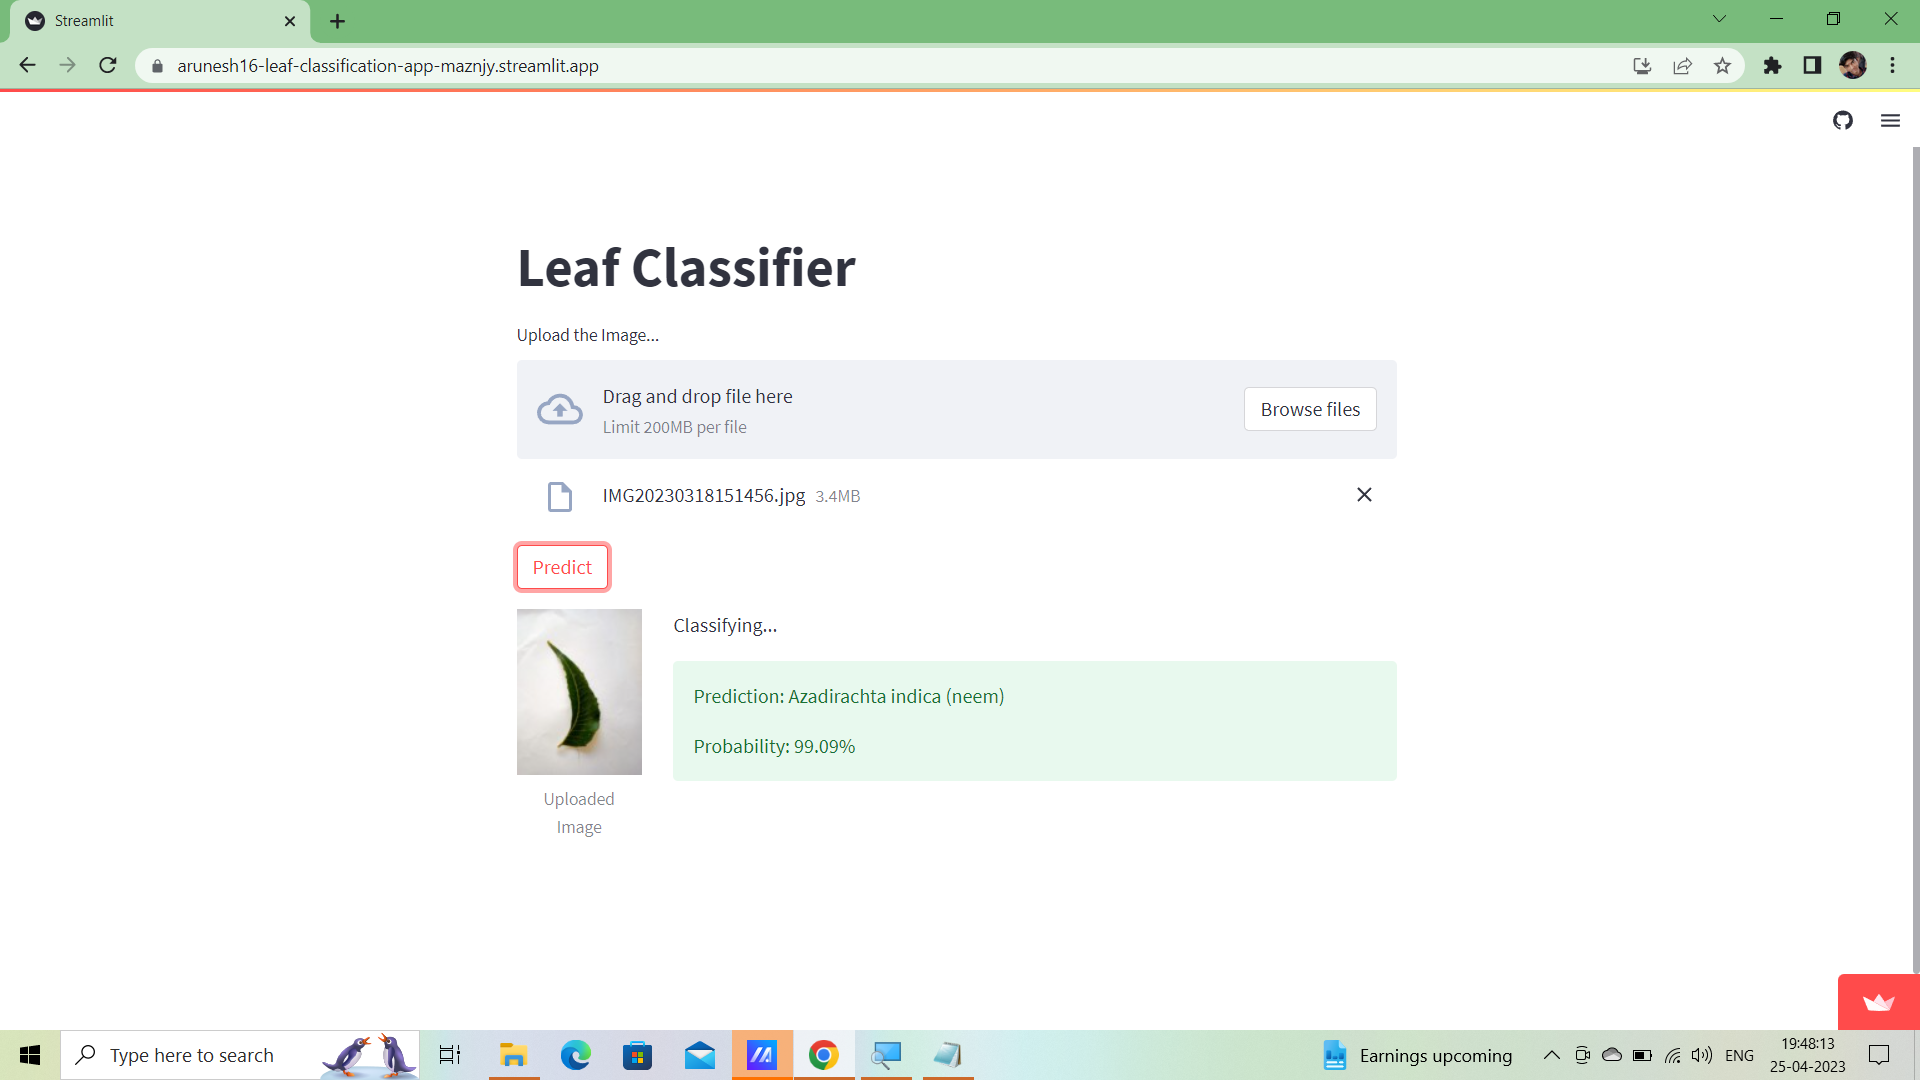 Streamlit
arunesh16-leaf-classification-app-maznjy.streamlit.app
Leaf Classifier
Upload the Image...
Drag and drop file here
Limit 200MB per file
Browse files
IMG20230318151456.jpg 3.4MB
Predict
Classifying...
Prediction: Azadirachta indica (neem)
Probability: 99.09%
Uploaded
Image
Type here to search
Earnings upcoming
ENG
19:48:13
25-04-2023